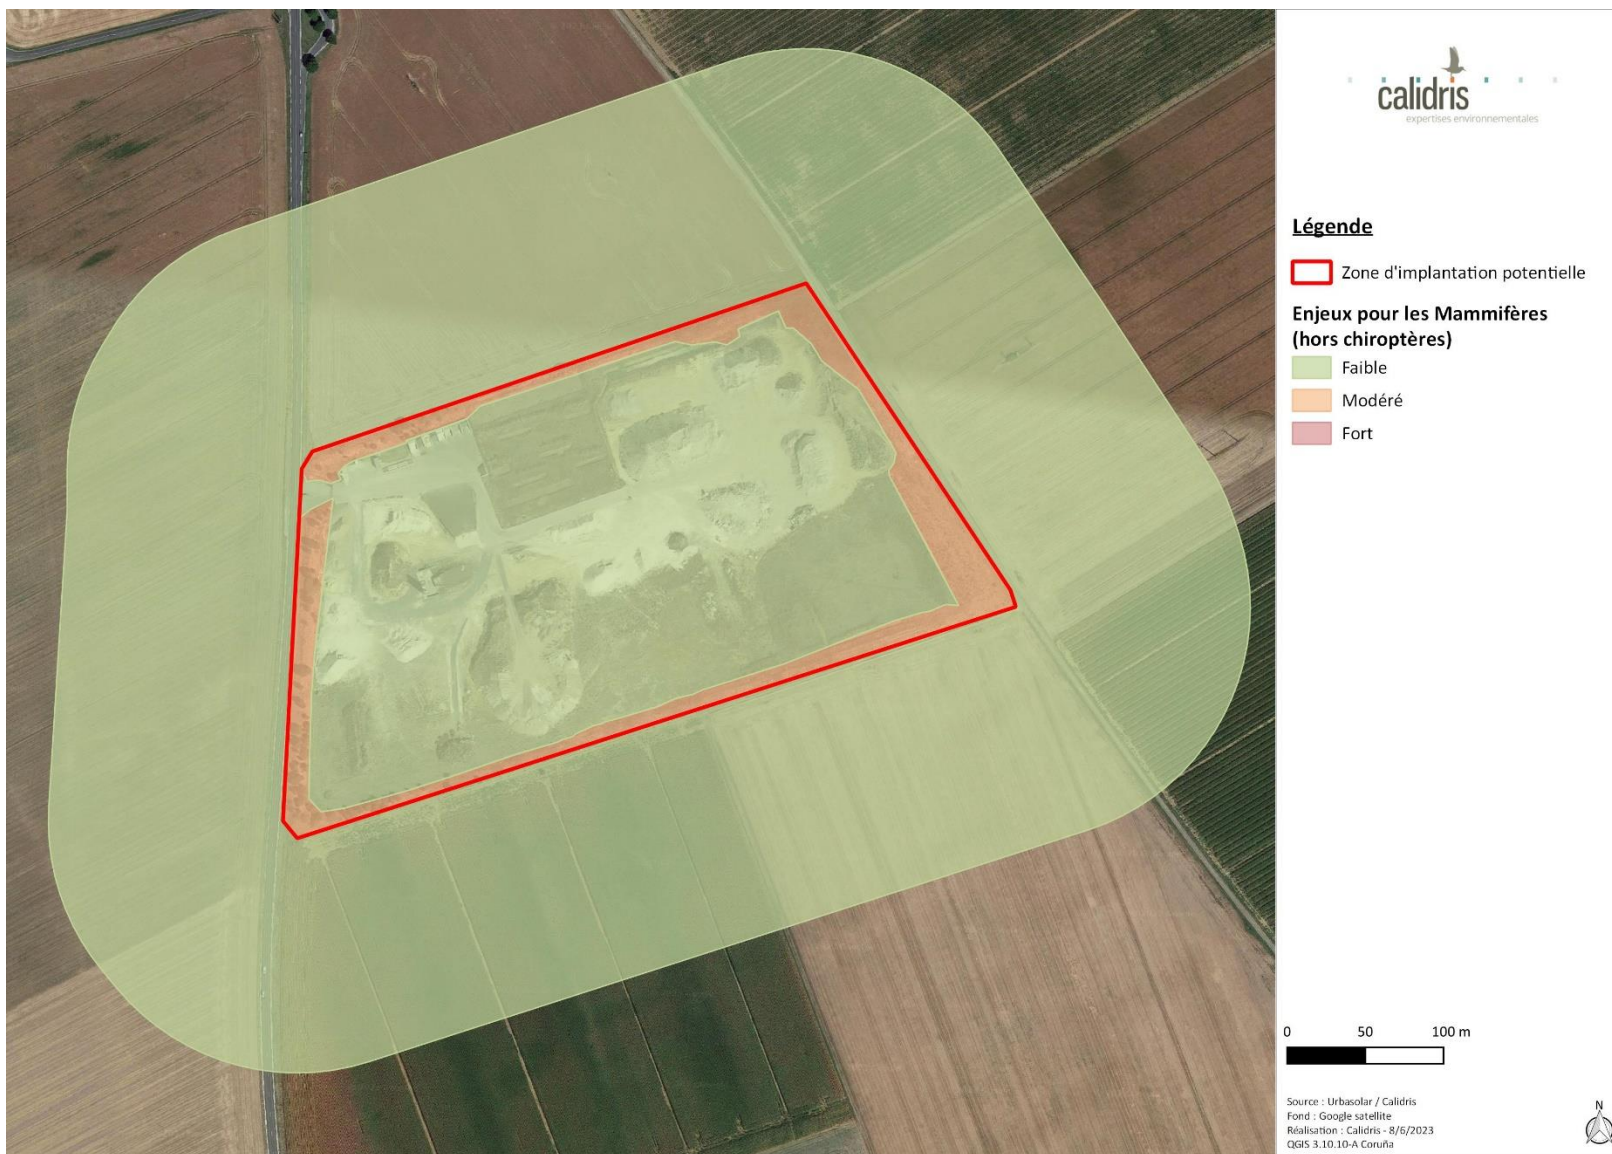 calidris
expertises environnementales
Légende
Zone d'implantation potentielle
Enjeux pour les Mammifères
(hors chiroptères)
Faible
Modéré
Fort
0 50 100 m
Source : Urbasolar / Calidris
Fond : Google satellite
Réalisation : Calidris - 8/6/2023
QGIS 3.10.10-A Coruña
N